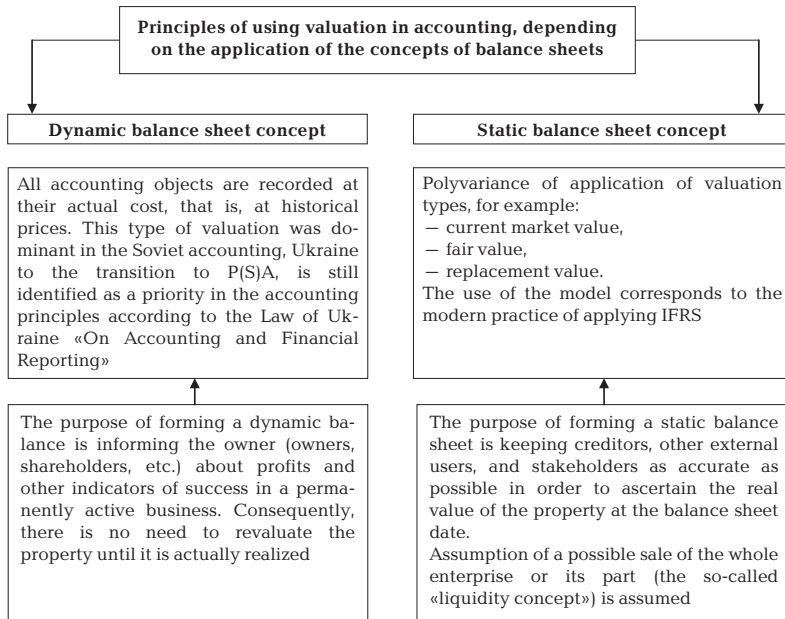 Principles of using valuation in accounting, depending
on the application of the concepts of balance sheets
Dynamic balance sheet concept
All accounting objects are recorded at
their actual cost, that is, at historical
prices. This type of valuation was do-
minant in the Soviet accounting, Ukraine
to the transition to P(S)A, is still
identified as a priority in the accounting
principles according to the Law of Uk-
raine «On Accounting and Financial
Reporting»
The purpose of forming a dynamic ba-
lance is informing the owner (owners,
shareholders, etc.) about profits and
other indicators of success in a perma-
nently active business. Consequently,
there is no need to revaluate the
property until it is actually realized
Static balance sheet concept
Polyvariance of application of valuation
types, for example:
— current market value,
— fair value,
— replacement value.
The use of the model corresponds to the
modern practice of applying IFRS
The purpose of forming a static balance
sheet is keeping creditors, other external
users, and stakeholders as accurate as
possible in order to ascertain the real
value of the property at the balance sheet
date.
Assumption of a possible sale of the whole
enterprise or its part (the so-called
«liquidity concept») is assumed